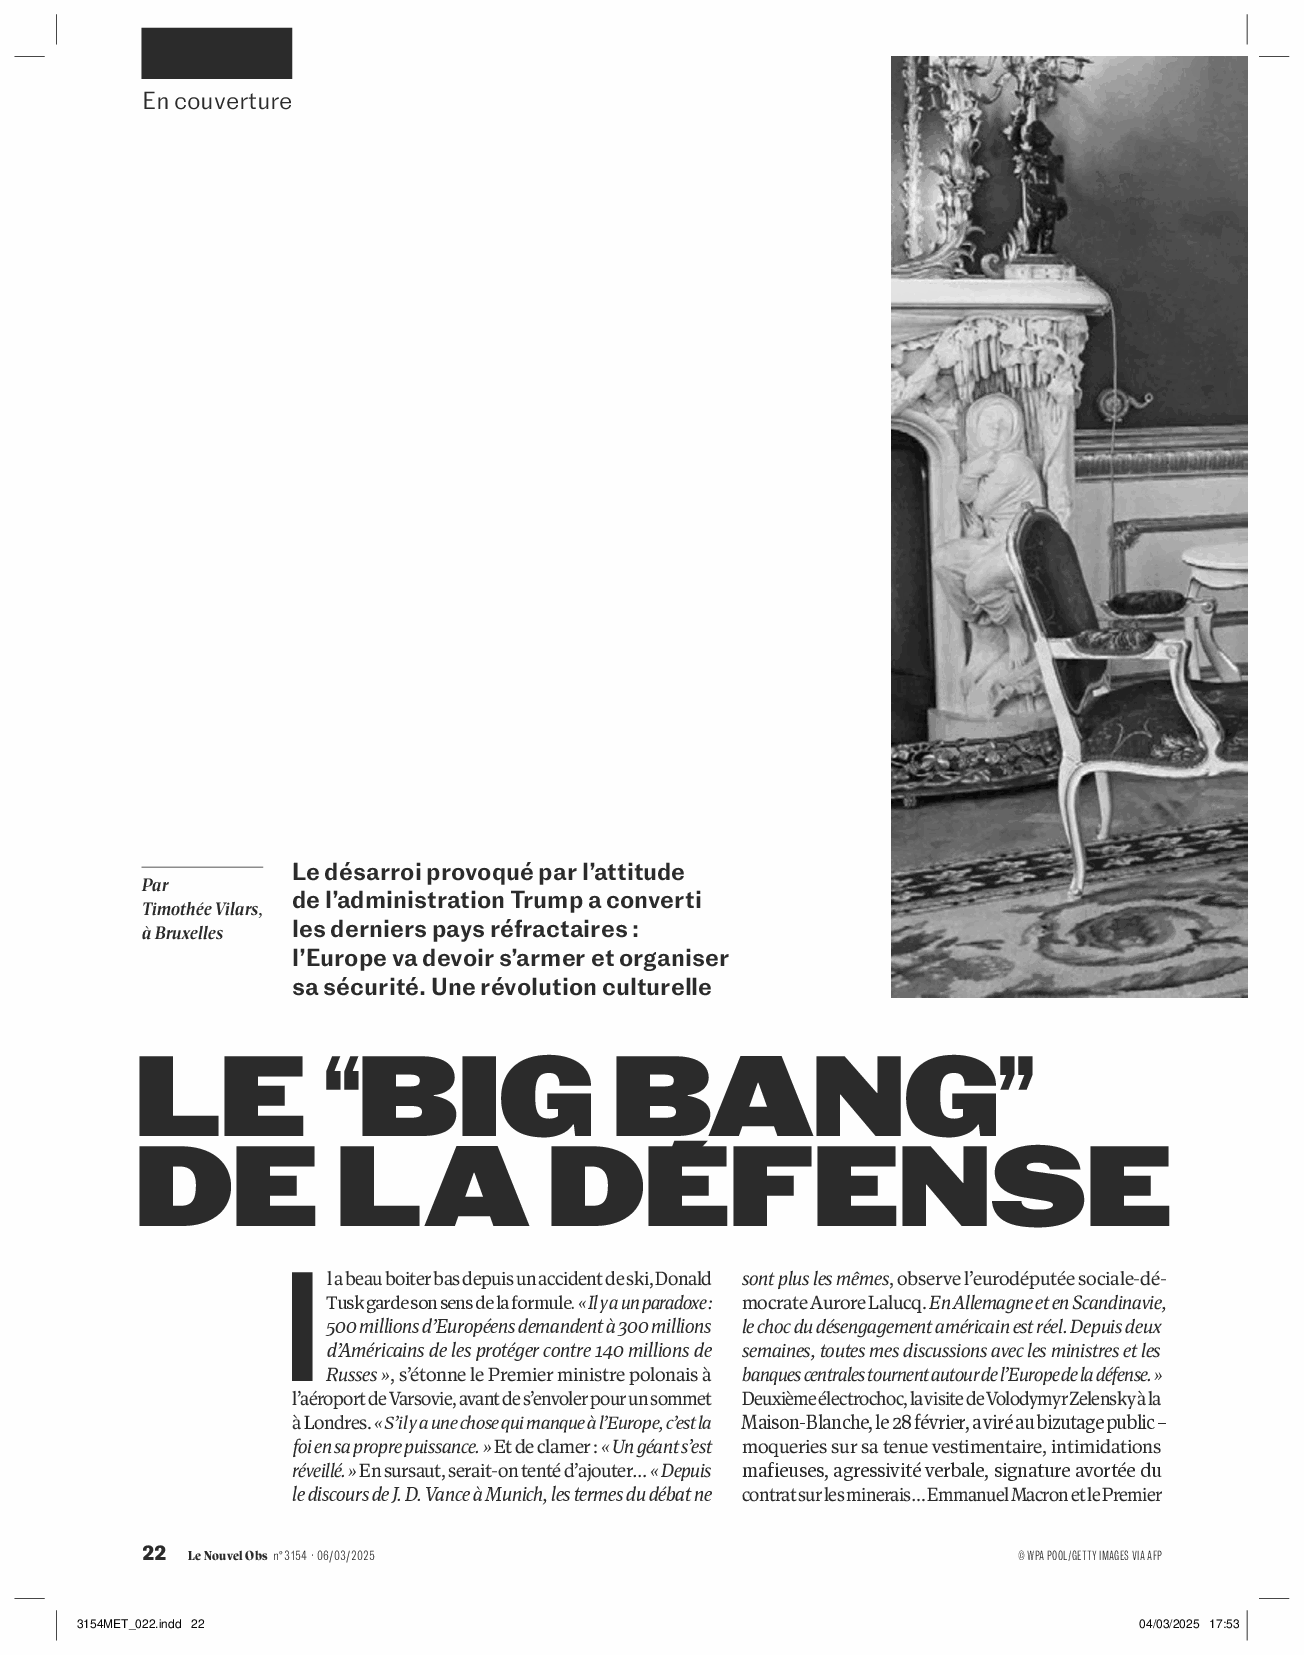 En couverture
Par
Timothée Vilars,
à Bruxelles
Le désarroi provoqué par l’attitude
de l’administration Trump a converti
les derniers pays réfractaires :
l’Europe va devoir s’armer et organiser
sa sécurité. Une révolution culturelle
LE “BIG BANG”
DE LA DÉFENSE
Il a beau boiter bas depuis un accident de ski, Donald
Tusk garde son sens de la formule. « Il y a un paradoxe :
500 millions d’Européens demandent à 300 millions
d’Américains de les protéger contre 140 millions de
Russes », s’étonne le Premier ministre polonais à
l’aéroport de Varsovie, avant de s’envoler pour un sommet
à Londres. « S’il y a une chose qui manque à l’Europe, c’est la
foi en sa propre puissance. » Et de clamer : « Un géant s’est
réveillé. » En sursaut, serait-on tenté d’ajouter… « Depuis
le discours de J. D. Vance à Munich, les termes du débat ne
sont plus les mêmes, observe l’eurodéputée sociale-dé-
mocrate Aurore Lalucq. En Allemagne et en Scandinavie,
le choc du désengagement américain est réel. Depuis deux
semaines, toutes mes discussions avec les ministres et les
banques centrales tournent autour de l’Europe de la défense. »
Deuxième électrochoc, la visite de Volodymyr Zelensky à la
Maison-Blanche, le 28 février, a viré au bizutage public –
moqueries sur sa tenue vestimentaire, intimidations
mafieuses, agressivité verbale, signature avortée du
contrat sur les minerais… Emmanuel Macron et le Premier
22 Le Nouvel Obs n° 3154 · 06/03/2025
© WPA POOL/GETTY IMAGES VIA AFP
3154MET_022.indd 22
04/03/2025 17:53